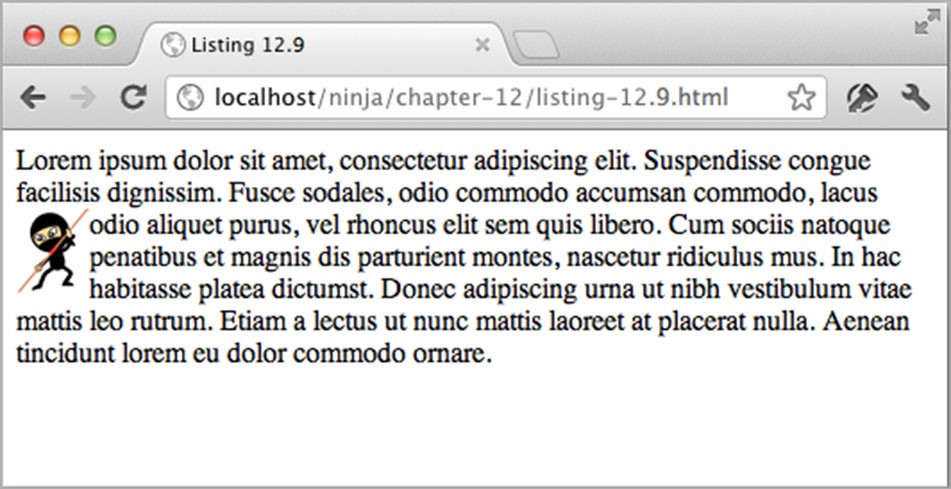 Listing 12.9
localhost/ninja/chapter-12/listing-12.9.html
Lorem ipsum dolor sit amet, consectetur adipiscing elit. Suspendisse congue
facilisis dignissim. Fusce sodales, odio commodo accumsan commodo, lacus
odio aliquet purus, vel rhoncus elit sem quis libero. Cum sociis natoque
penatibus et magnis dis parturient montes, nascetur ridiculus mus. In hac
habitasse platea dictumst. Donec adipiscing urna ut nibh vestibulum vitae
mattis leo rutrum. Etiam a lectus ut nunc mattis laoreet at placerat nulla. Aenean
tincidunt lorem eu dolor commodo ornare.